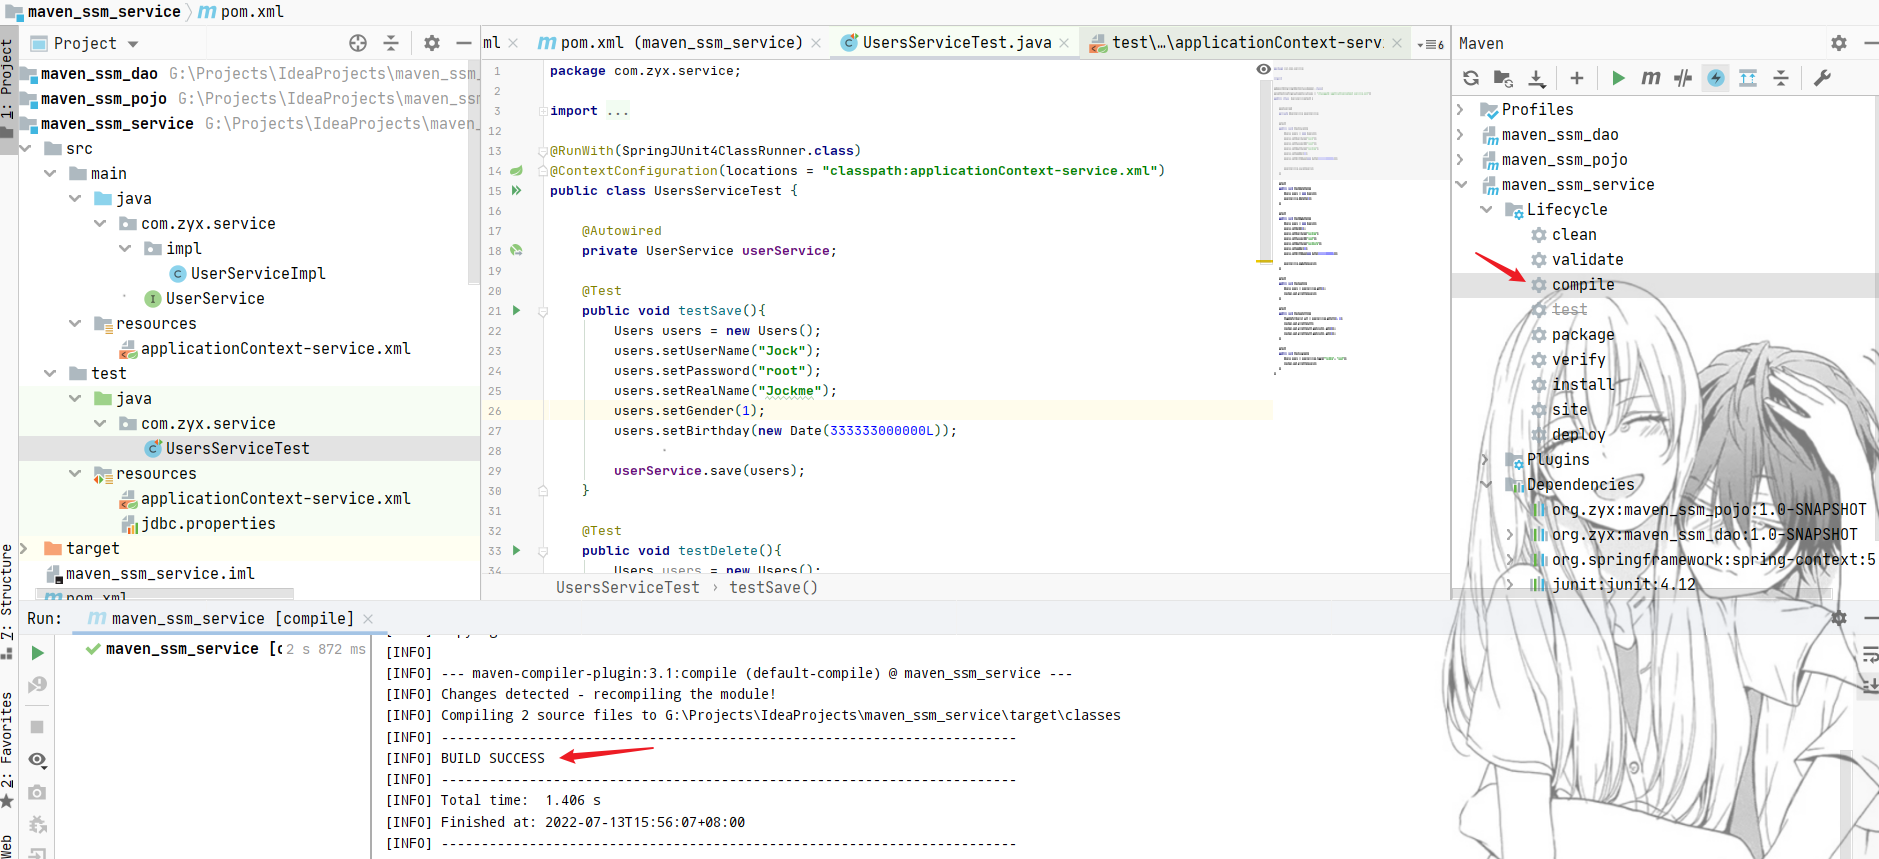 maven_ssm_service
pom.xml
1: Project
7: Structure
2: Favorites
Web
Project
maven_ssm_dao G:\Projects\IdeaProjects\maven_ssm_
maven_ssm_pojo G:\Projects\IdeaProjects\maven_ss
maven_ssm_service G:\Projects\IdeaProjects\maven_
src
main
java
com.zyx.service
impl
UserServiceImpl
UserService
resources
applicationContext-service.xml
test
java
com.zyx.service
UsersServiceTest
resources
applicationContext-service.xml
jdbc.properties
target
maven_ssm_service.iml
pom.xml
ml
pom.xml (maven_ssm_service)
UsersServiceTest.java
test\…\applicationContext-serv.
6
1 package com.zyx.service;
2
3 import ...
12
13 @RunWith(SpringJUnit4ClassRunner.class)
14 @ContextConfiguration(locations = "classpath:applicationContext-service.xml")
15 public class UsersServiceTest {
16
17 @Autowired
18 private UserService userService;
19
20 @Test
21 public void testSave(){
22 Users users = new Users();
23 users.setUserName("Jock");
24 users.setPassword("root");
25 users.setRealName("Jockme");
26 users.setGender(1);
27 users.setBirthday(new Date(333333000000L));
28
29 userService.save(users);
30 }
31
32 @Test
33 public void testDelete(){
34 Users users = new Users();
UsersServiceTest › testSave()
Maven
Profiles
maven_ssm_dao
maven_ssm_pojo
maven_ssm_service
Lifecycle
clean
validate
compile
test
package
verify
install
site
deploy
Plugins
Dependencies
org.zyx:maven_ssm_pojo:1.0-SNAPSHOT
org.zyx:maven_ssm_dao:1.0-SNAPSHOT
org.springframework:spring-context:5
junit:junit:4.12
Run:
maven_ssm_service [compile]
maven_ssm_service [c 2 s 872 ms
[INFO]
[INFO] --- maven-compiler-plugin:3.1:compile (default-compile) @ maven_ssm_service ---
[INFO] Changes detected - recompiling the module!
[INFO] Compiling 2 source files to G:\Projects\IdeaProjects\maven_ssm_service\target\classes
[INFO] ------------------------------------------------------------------------
[INFO] BUILD SUCCESS
[INFO] ------------------------------------------------------------------------
[INFO] Total time: 1.406 s
[INFO] Finished at: 2022-07-13T15:56:07+08:00
[INFO] ------------------------------------------------------------------------